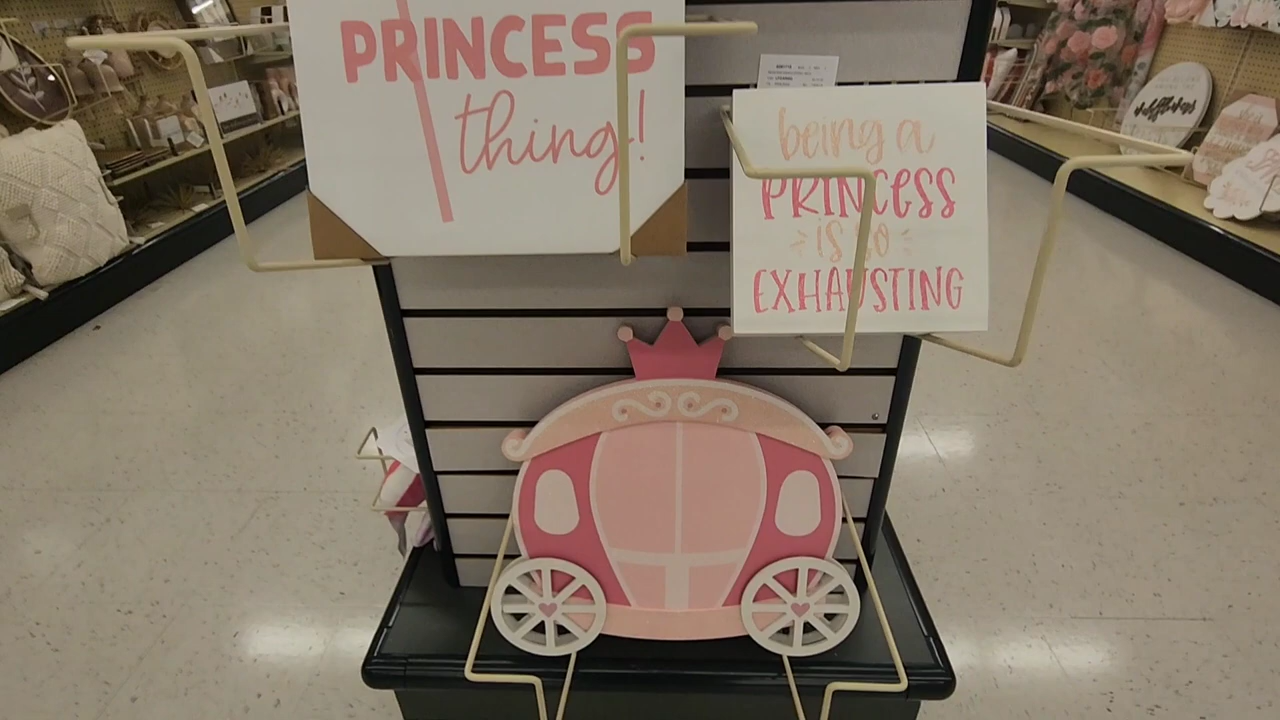 PRINCESS
thing!
being a
PRINCESS
IS SO
EXHAUSTING